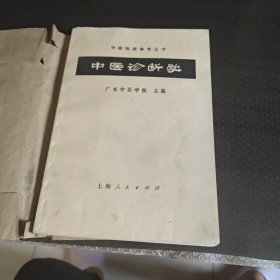 中医临床参考丛书
中医诊断学
广东中医学院 主编
上海人民出版社